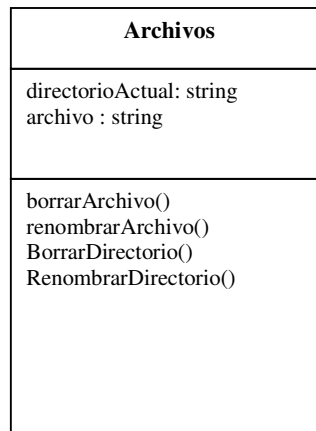 Archivos
directorioActual: string
archivo : string
borrarArchivo()
renombrarArchivo()
BorrarDirectorio()
RenombrarDirectorio()